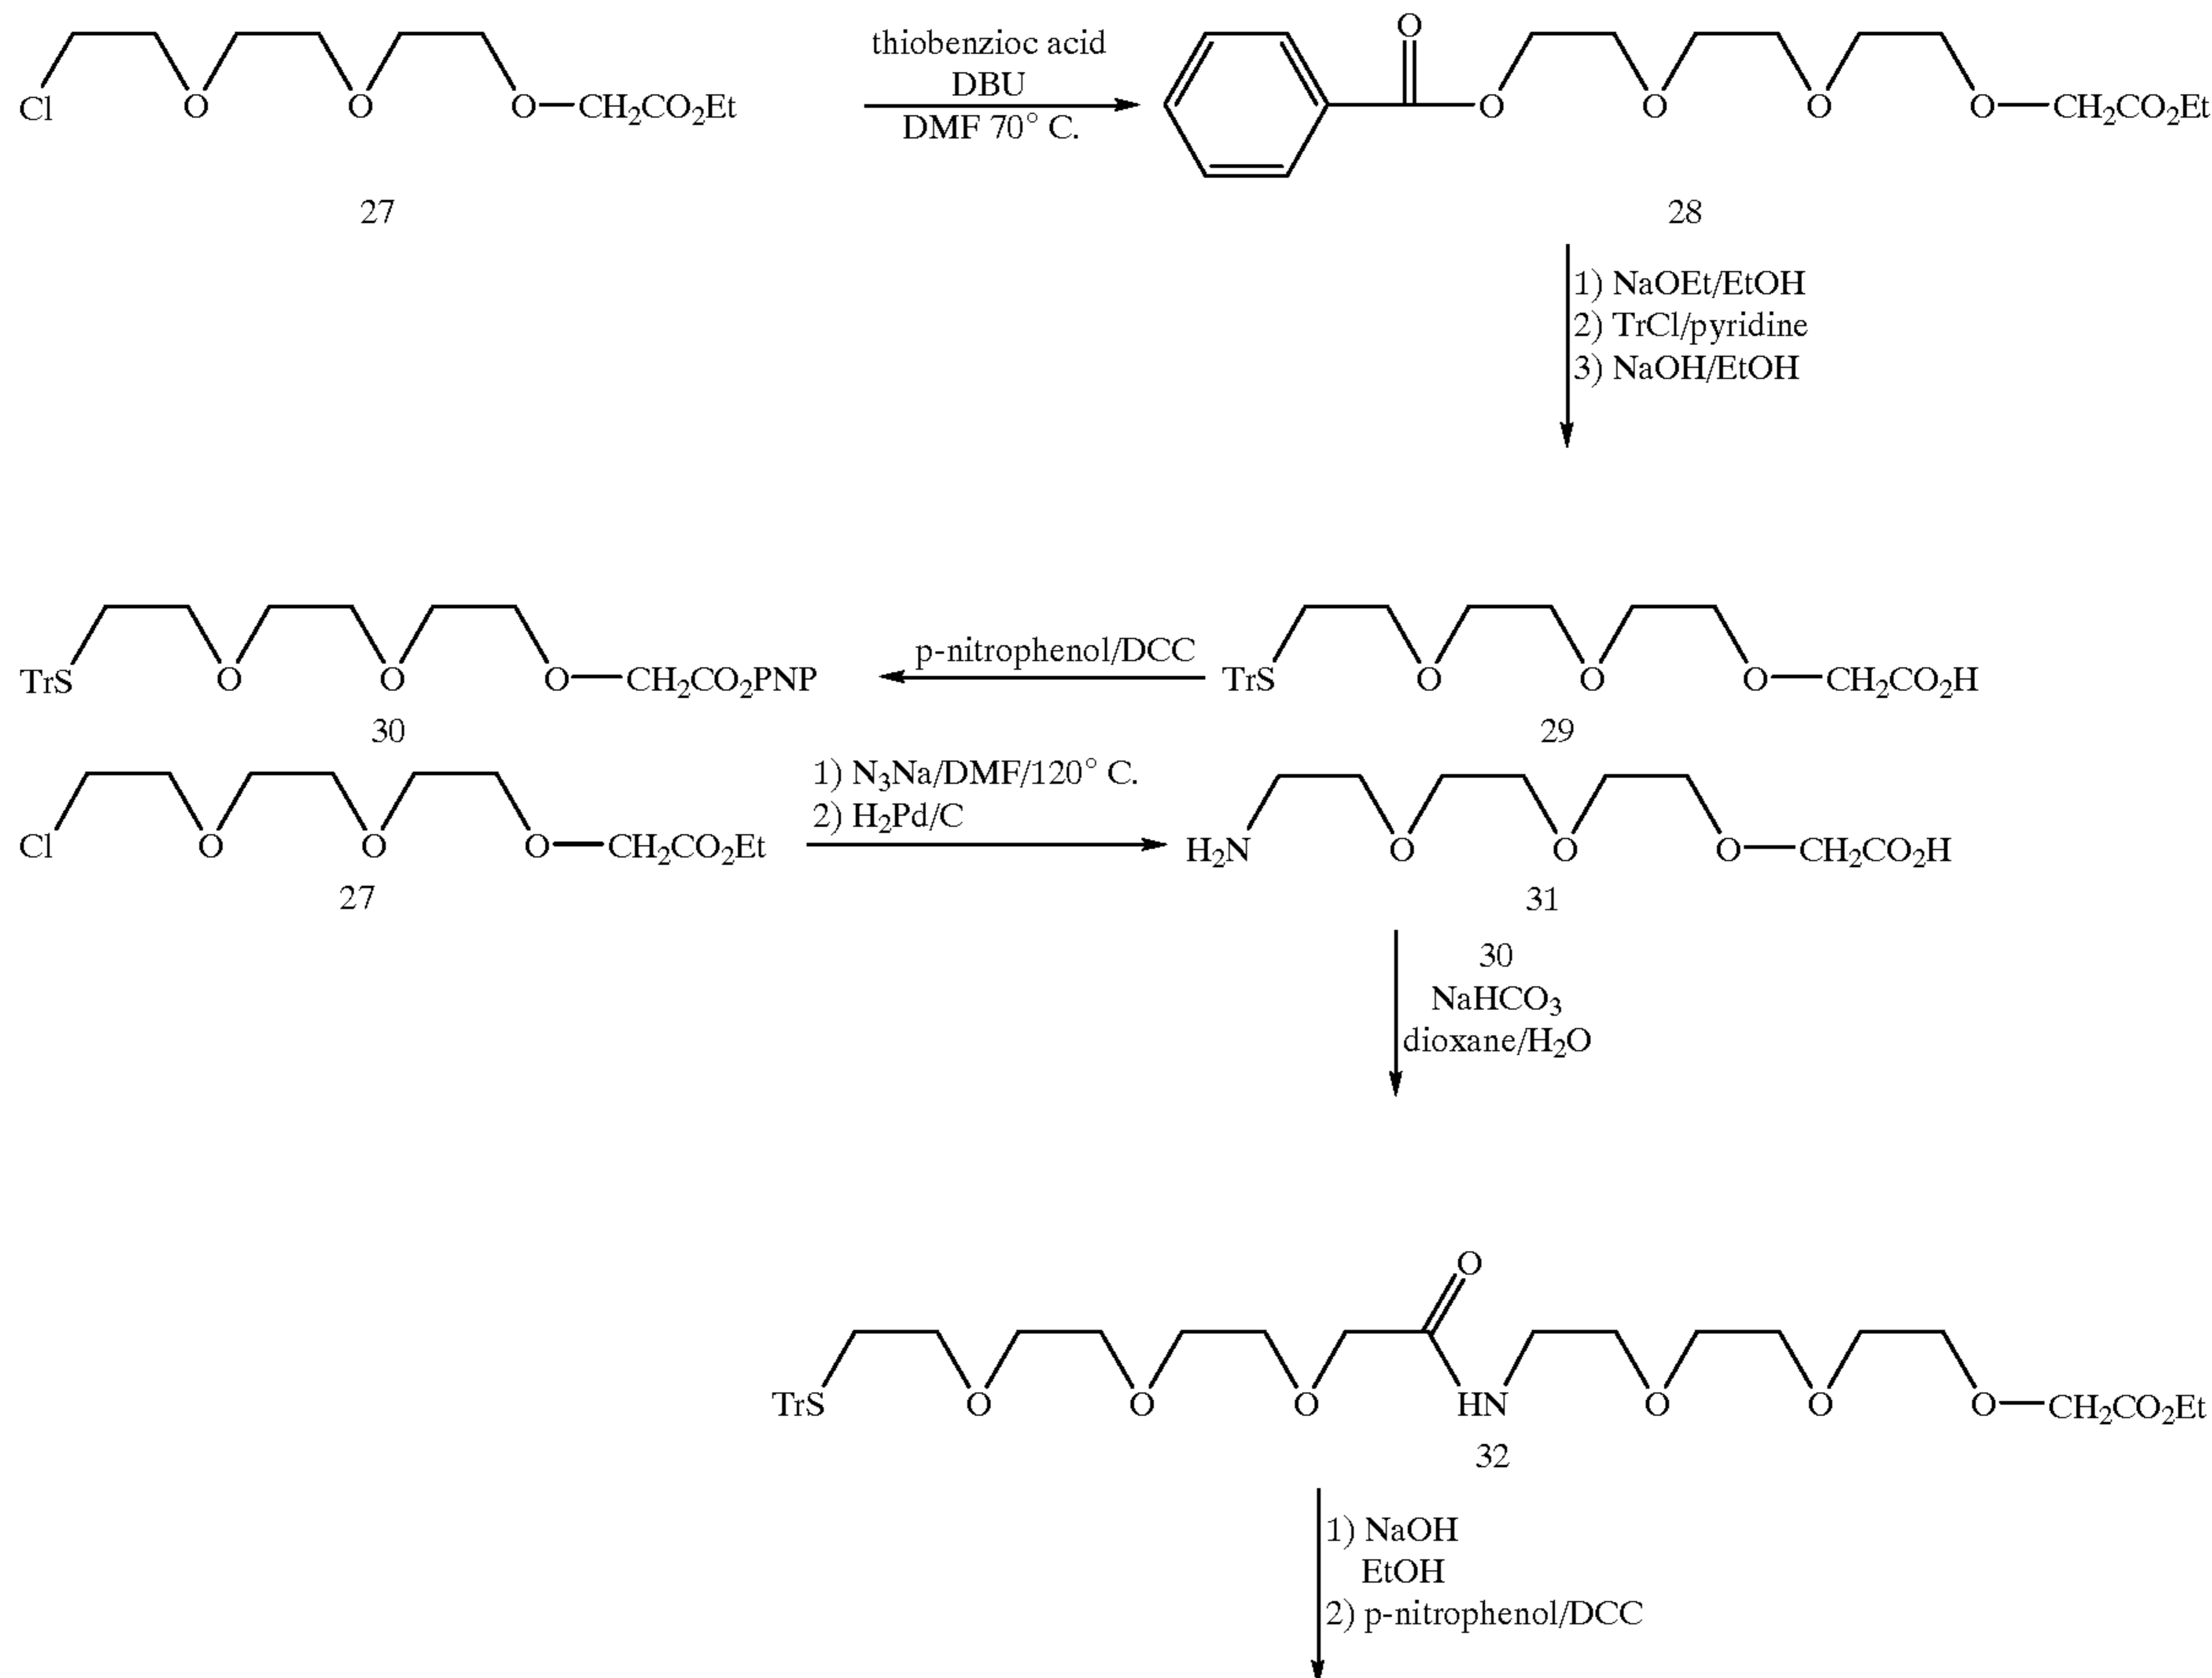 Cl O O O—CH₂CO₂Et
27
thiobenzioc acid
DBU
DMF 70° C.
O
O O O O—CH₂CO₂Et
28
1) NaOEt/EtOH
2) TrCl/pyridine
3) NaOH/EtOH
TrS O O O—CH₂CO₂PNP
30
p-nitrophenol/DCC
TrS O O O—CH₂CO₂H
29
Cl O O O—CH₂CO₂Et
27
1) N₃Na/DMF/120° C.
2) H₂Pd/C
H₂N O O O—CH₂CO₂H
31
30
NaHCO₃
dioxane/H₂O
O
TrS O O O HN O O O—CH₂CO₂Et
32
1) NaOH
EtOH
2) p-nitrophenol/DCC